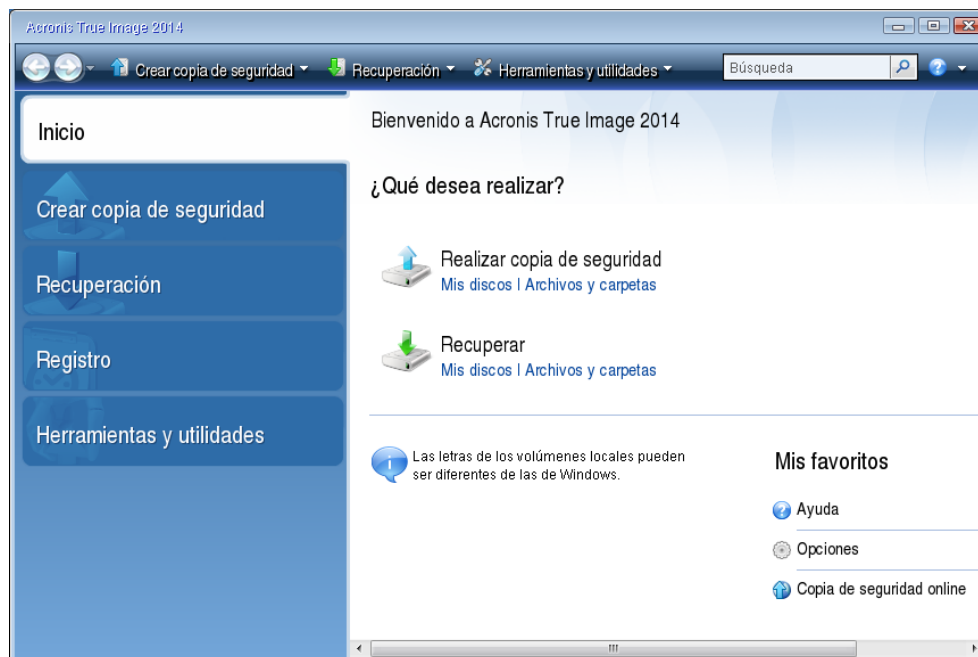 Acronis True Image 2014
Crear copia de seguridad
Recuperación
Herramientas y utilidades
Búsqueda
Inicio
Crear copia de seguridad
Recuperación
Registro
Herramientas y utilidades
Bienvenido a Acronis True Image 2014
¿Qué desea realizar?
Realizar copia de seguridad
Mis discos | Archivos y carpetas
Recuperar
Mis discos | Archivos y carpetas
Las letras de los volúmenes locales pueden
ser diferentes de las de Windows.
Mis favoritos
Ayuda
Opciones
Copia de seguridad online